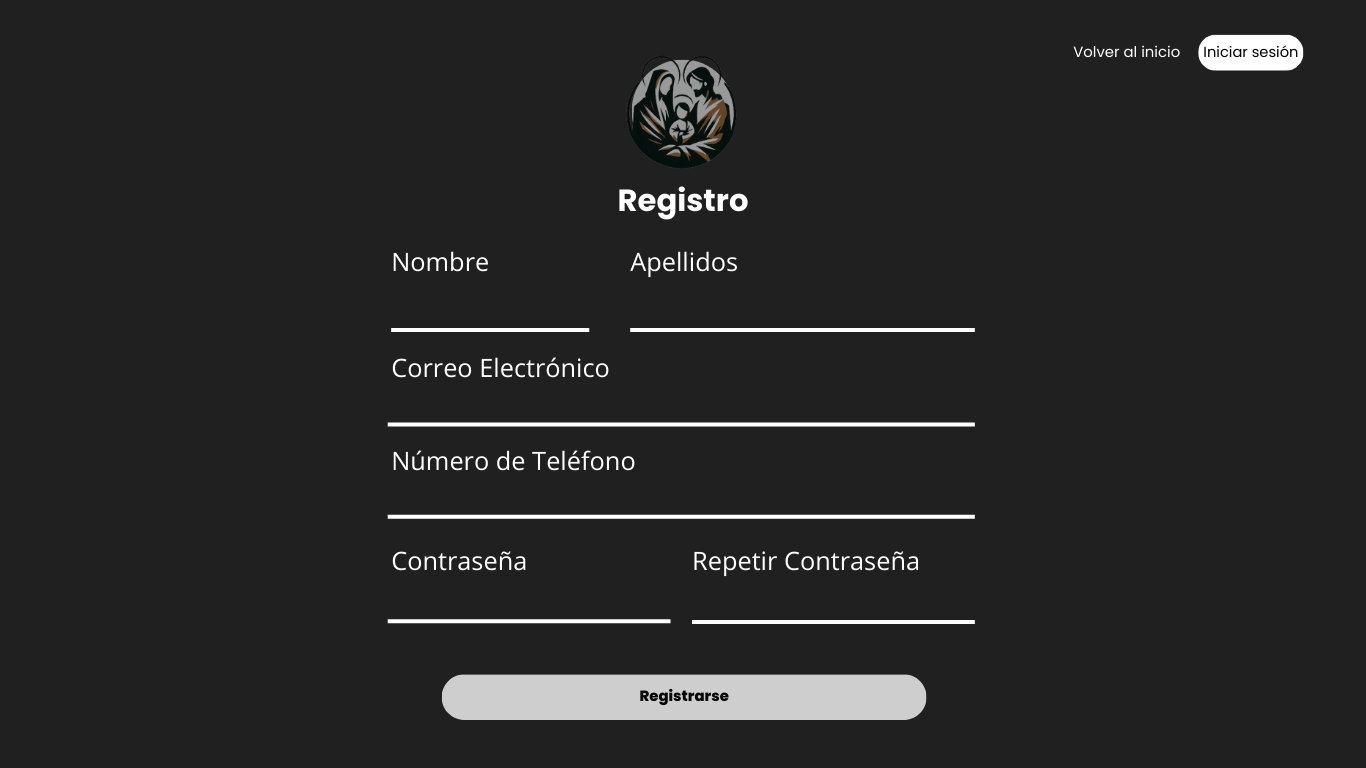 Volver al inicio
Iniciar sesión
Registro
Nombre
Apellidos
Correo Electrónico
Número de Teléfono
Contraseña
Repetir Contraseña
Registrarse